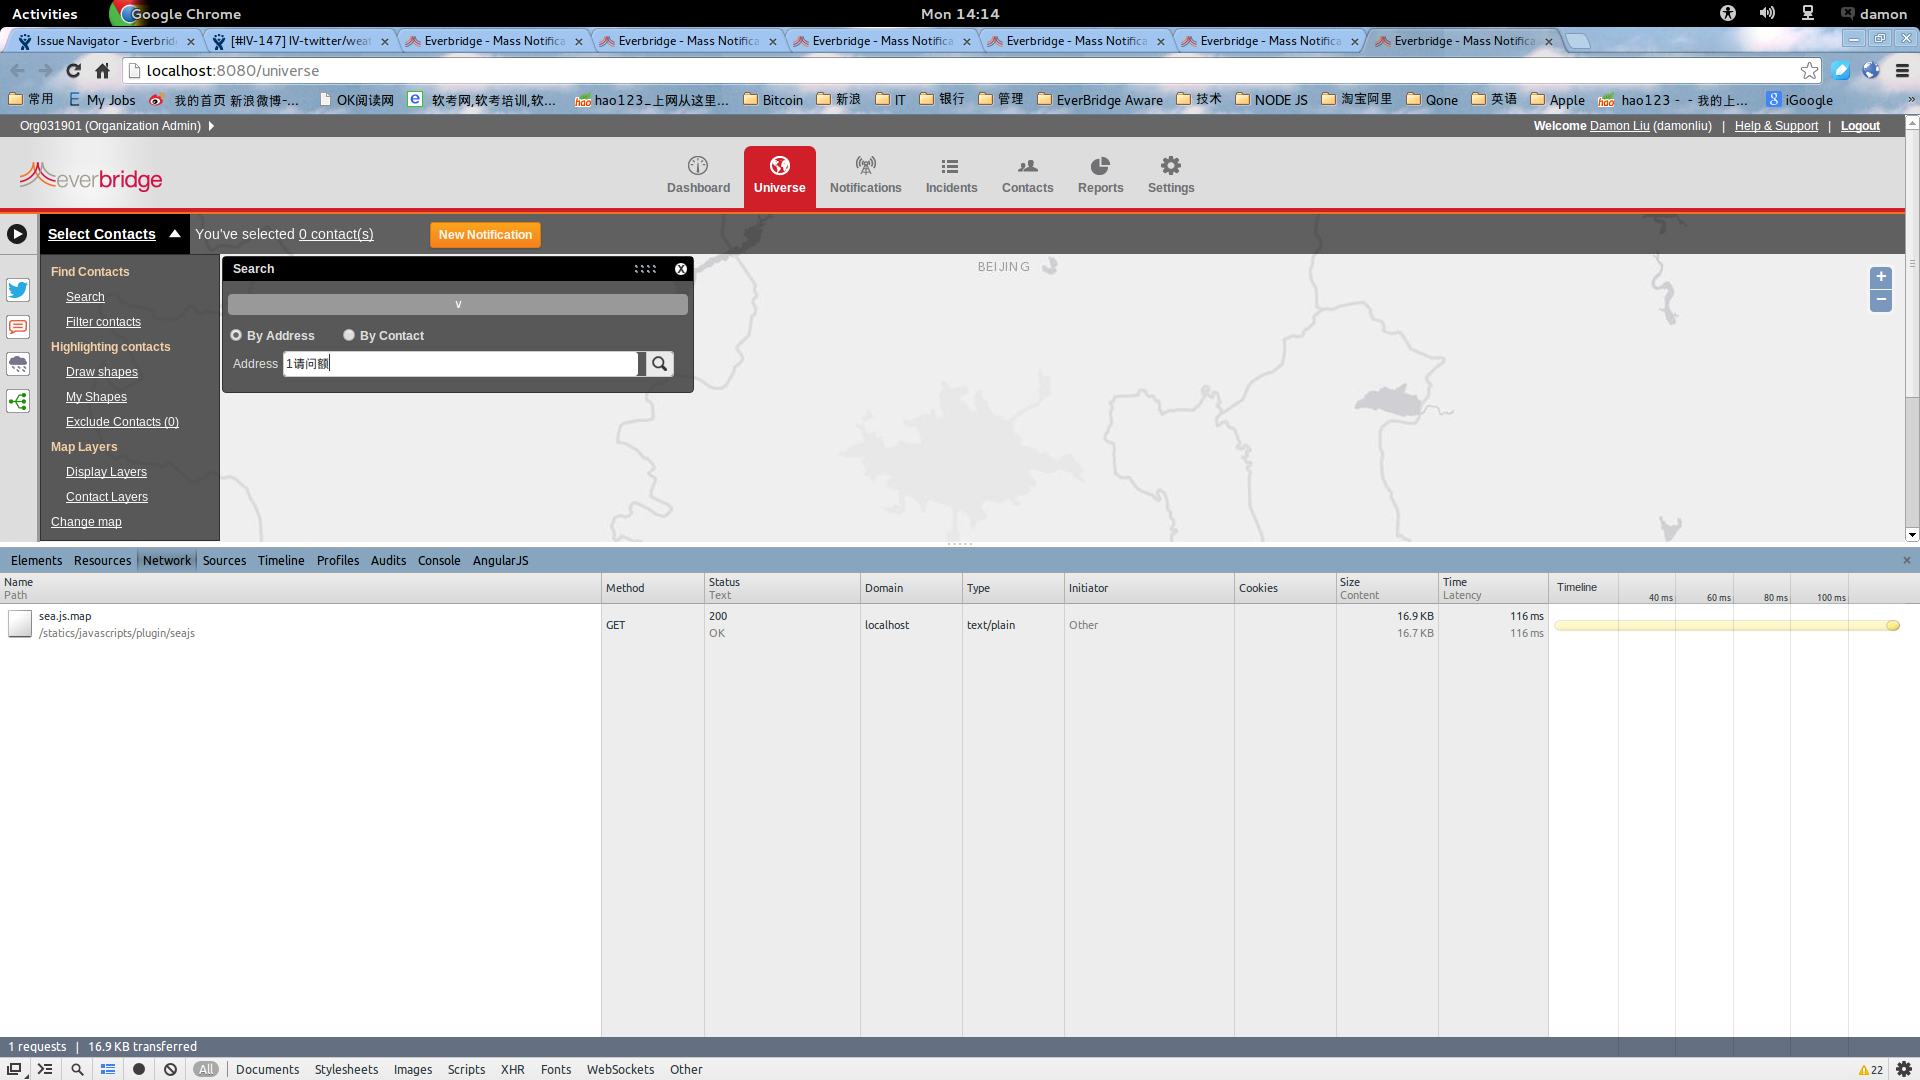 Activities
Google Chrome
Mon 14:14
damon
Issue Navigator - Everbrid
[#IV-147] IV-twitter/weat
Everbridge - Mass Notifica
Everbridge - Mass Notifica
Everbridge - Mass Notifica
Everbridge - Mass Notifica
Everbridge - Mass Notifica
Everbridge - Mass Notifica
localhost:8080/universe
常用
My Jobs
我的首页 新浪微博-...
OK阅读网
软考网,软考培训,软...
hao123_上网从这里...
Bitcoin
新浪
IT
银行
管理
EverBridge Aware
技术
NODE JS
淘宝阿里
Qone
英语
Apple
hao123 - - 我的上...
iGoogle
»
Org031901 (Organization Admin)
Welcome Damon Liu (damonliu) | Help & Support | Logout
everbridge
Dashboard
Universe
Notifications
Incidents
Contacts
Reports
Settings
Select Contacts
You've selected 0 contact(s)
New Notification
Find Contacts
Search
Filter contacts
Highlighting contacts
Draw shapes
My Shapes
Exclude Contacts (0)
Map Layers
Display Layers
Contact Layers
Change map
Search
v
By Address
By Contact
Address
1请问额
BEIJING
+
−
Elements Resources Network Sources Timeline Profiles Audits Console AngularJS
Name
Path
Method
Status
Text
Domain
Type
Initiator
Cookies
Size
Content
Time
Latency
Timeline
40 ms
60 ms
80 ms
100 ms
sea.js.map
/statics/javascripts/plugin/seajs
GET
200
OK
localhost
text/plain
Other
16.9 KB
16.7 KB
116 ms
116 ms
1 requests | 16.9 KB transferred
All
Documents Stylesheets Images Scripts XHR Fonts WebSockets Other
22